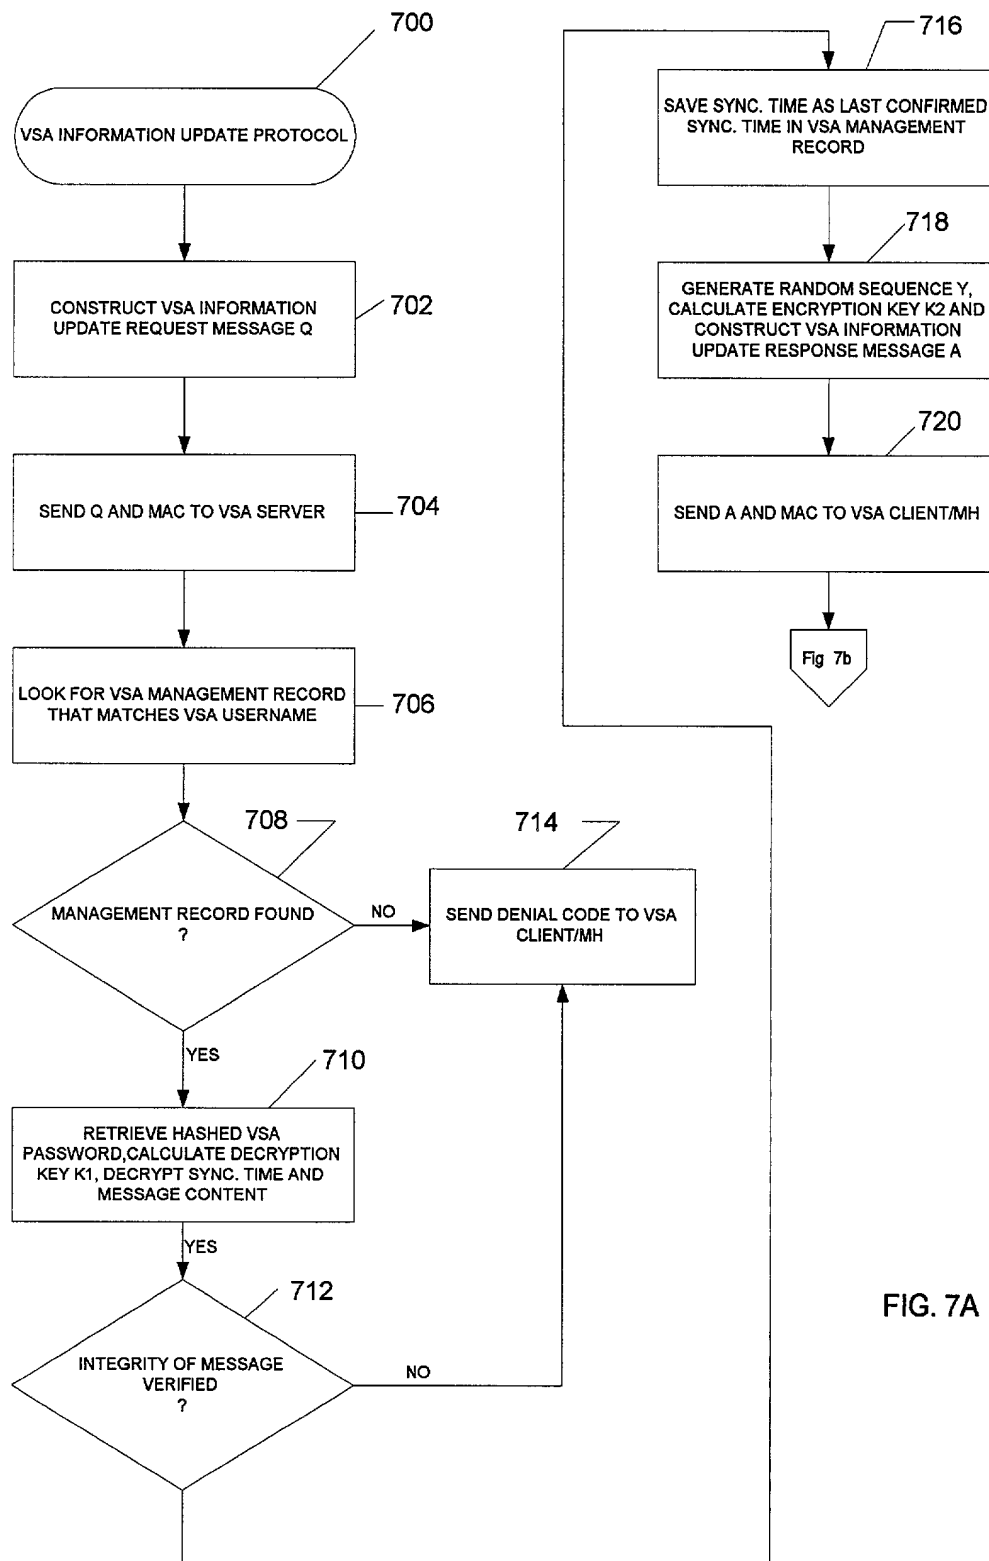 700
VSA INFORMATION UPDATE PROTOCOL
CONSTRUCT VSA INFORMATION
UPDATE REQUEST MESSAGE Q
702
SEND Q AND MAC TO VSA SERVER
704
LOOK FOR VSA MANAGEMENT RECORD
THAT MATCHES VSA USERNAME
706
708
MANAGEMENT RECORD FOUND
?
NO
YES
714
SEND DENIAL CODE TO VSA
CLIENT/MH
710
RETRIEVE HASHED VSA
PASSWORD,CALCULATE DECRYPTION
KEY K1, DECRYPT SYNC. TIME AND
MESSAGE CONTENT
YES
712
INTEGRITY OF MESSAGE
VERIFIED
?
NO
716
SAVE SYNC. TIME AS LAST CONFIRMED
SYNC. TIME IN VSA MANAGEMENT
RECORD
718
GENERATE RANDOM SEQUENCE Y,
CALCULATE ENCRYPTION KEY K2 AND
CONSTRUCT VSA INFORMATION
UPDATE RESPONSE MESSAGE A
720
SEND A AND MAC TO VSA CLIENT/MH
Fig 7b
FIG. 7A